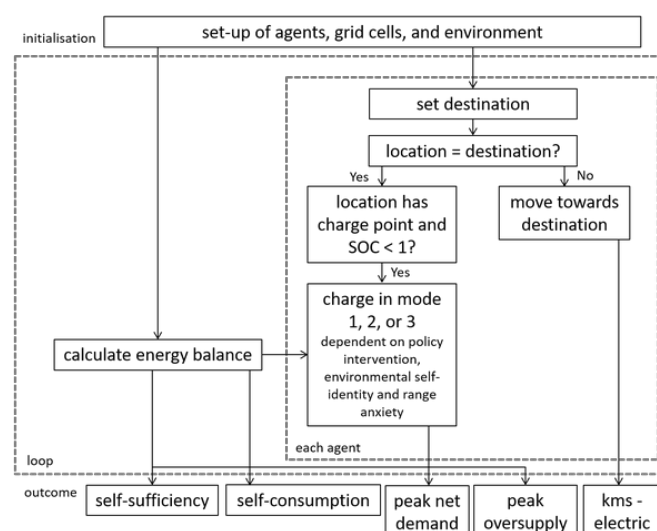 set-up of agents, grid cells, and environment
initialisation
set destination
location = destination?
Yes
No
location has
charge point and
SOC < 1?
move towards
destination
Yes
charge in mode
1, 2, or 3
dependent on policy
intervention,
environmental self-
identity and range
anxiety
calculate energy balance
each agent
loop
outcome
self-sufficiency
self-consumption
peak net
demand
peak
oversupply
kms -
electric